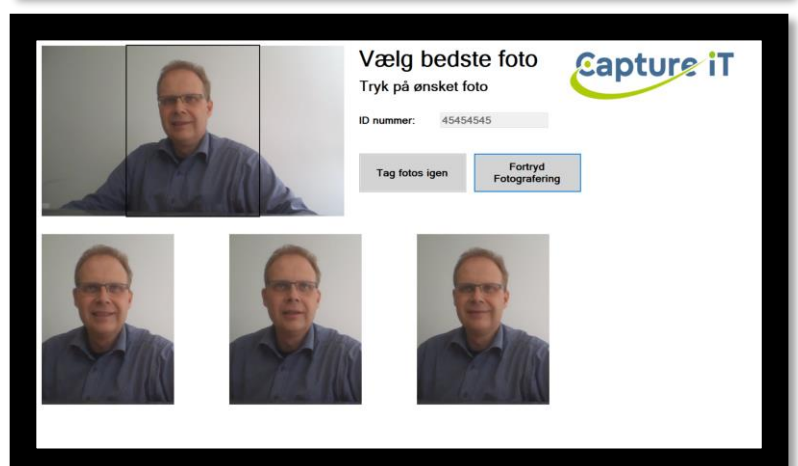 Vælg bedste foto
Capture iT
Tryk på ønsket foto
ID nummer: 45454545
Tag fotos igen
Fortryd
Fotografering